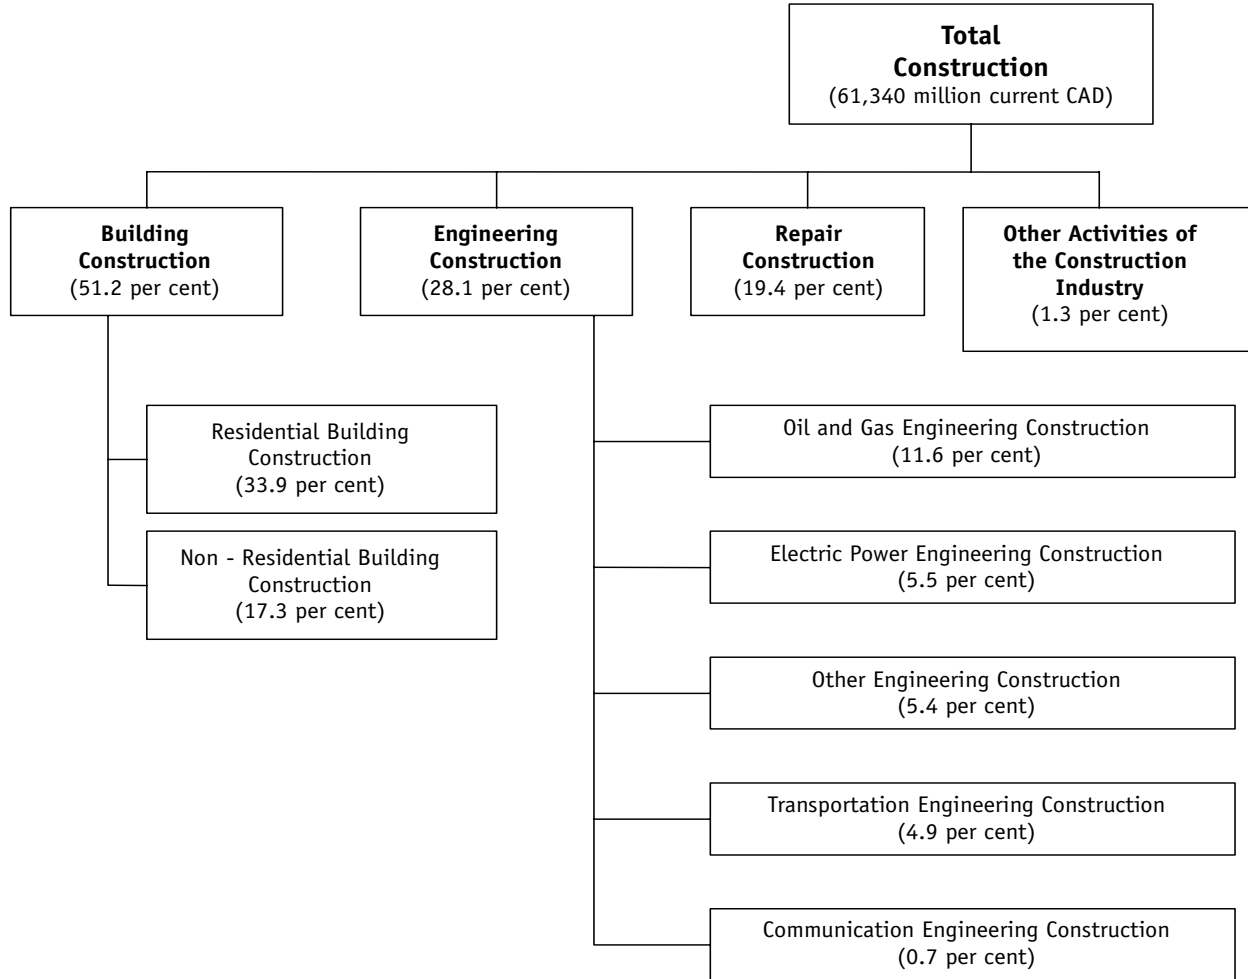 Total
Construction
(61,340 million current CAD)
Building
Construction
(51.2 per cent)
Engineering
Construction
(28.1 per cent)
Repair
Construction
(19.4 per cent)
Other Activities of
the Construction
Industry
(1.3 per cent)
Residential Building
Construction
(33.9 per cent)
Non - Residential Building
Construction
(17.3 per cent)
Oil and Gas Engineering Construction
(11.6 per cent)
Electric Power Engineering Construction
(5.5 per cent)
Other Engineering Construction
(5.4 per cent)
Transportation Engineering Construction
(4.9 per cent)
Communication Engineering Construction
(0.7 per cent)